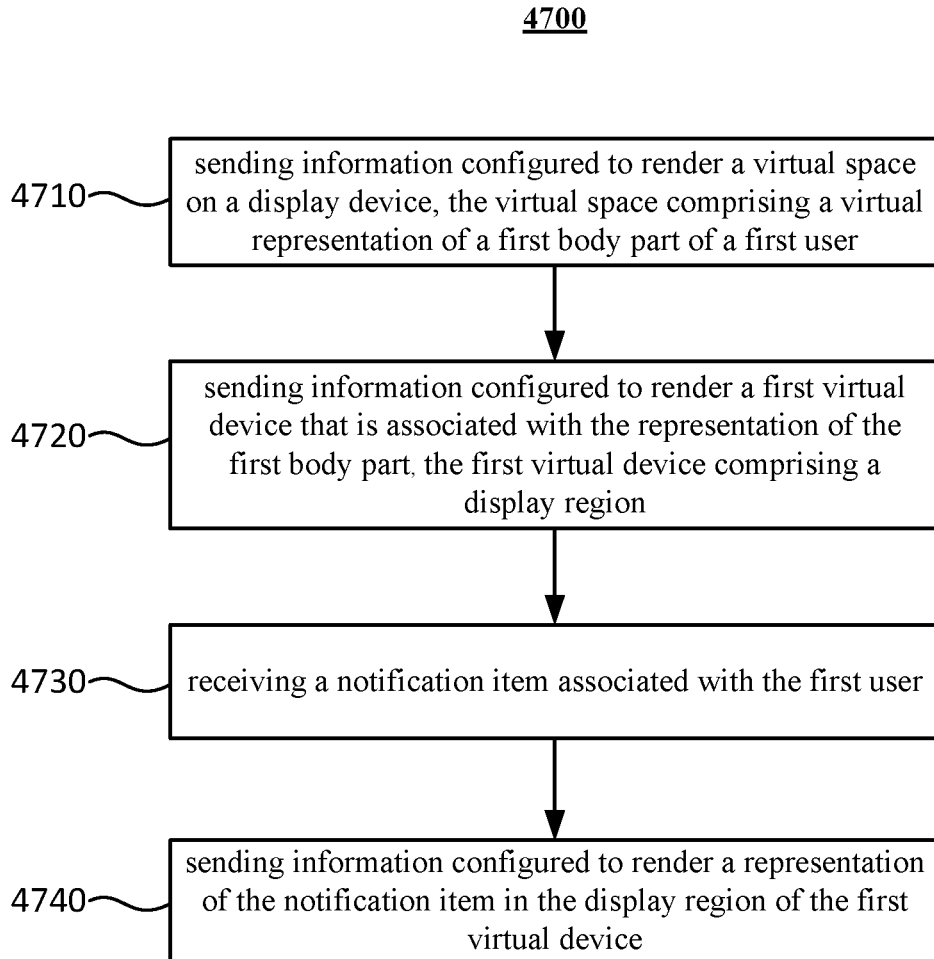 4700
4710
sending information configured to render a virtual space
on a display device, the virtual space comprising a virtual
representation of a first body part of a first user
4720
sending information configured to render a first virtual
device that is associated with the representation of the
first body part, the first virtual device comprising a
display region
4730
receiving a notification item associated with the first user
4740
sending information configured to render a representation
of the notification item in the display region of the first
virtual device